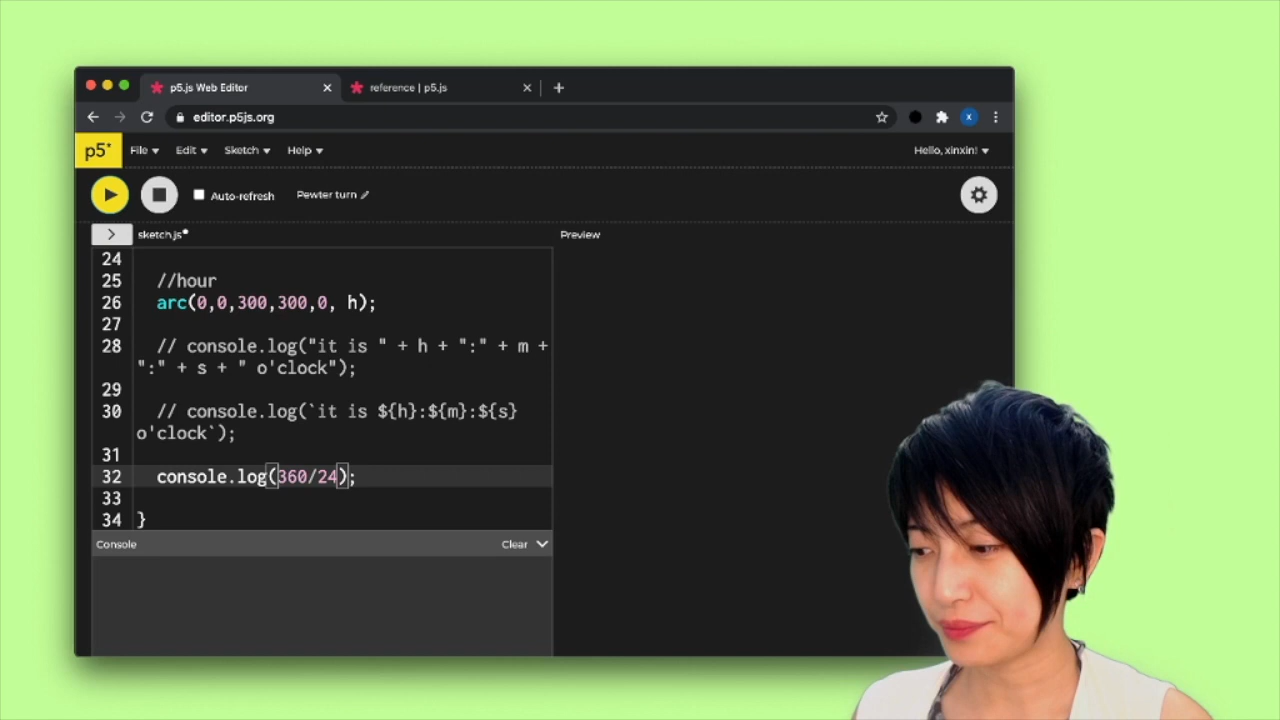 p5.js Web Editor
reference | p5.js
editor.p5js.org
x
p5*
File
Edit
Sketch
Help
Hello, xinxin!
Auto-refresh
Pewter turn
sketch.js
Preview
24
25 //hour
26 arc(0,0,300,300,0, h);
27
28 // console.log("it is " + h + ":" + m +
":" + s + " o'clock");
29
30 // console.log(`it is ${h}:${m}:${s}
o'clock`);
31
32 console.log(360/24);
33
34 }
Console
Clear